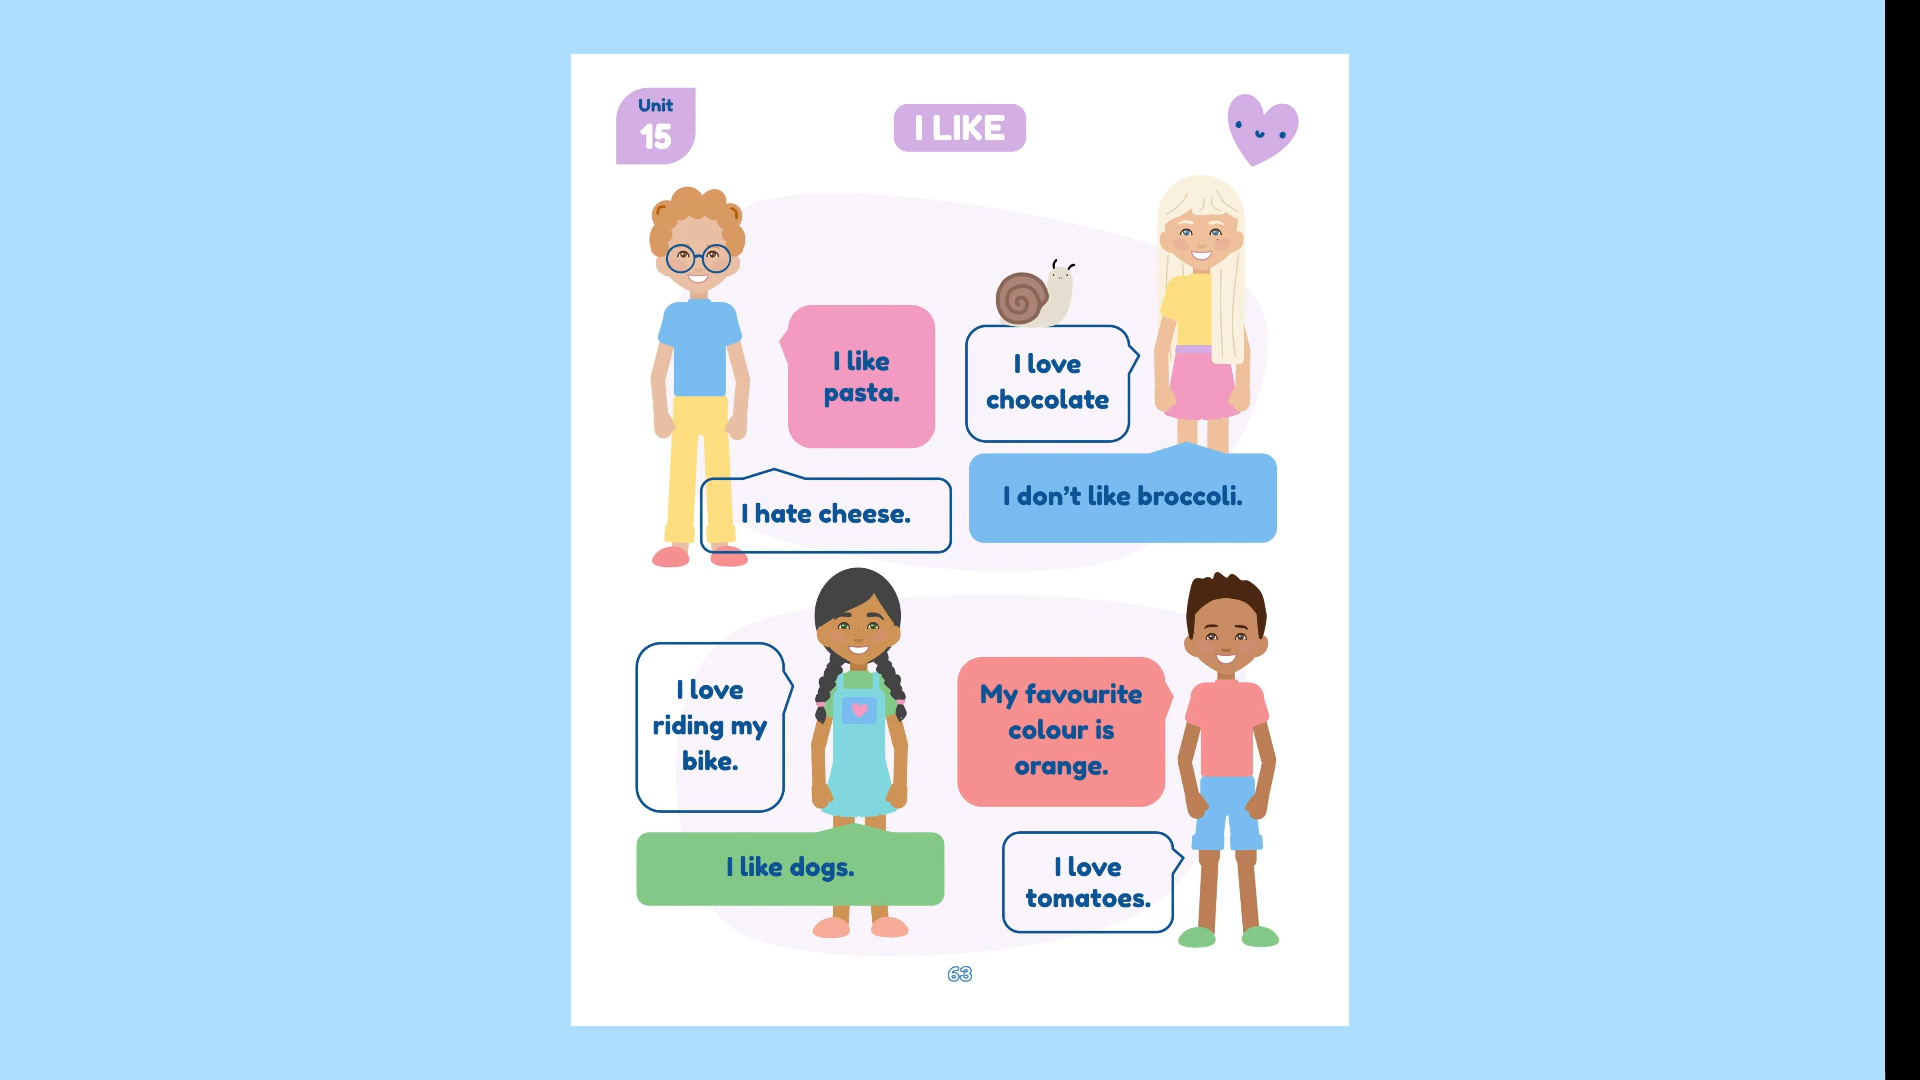 Unit
15
I LIKE
I like
pasta.
I love
chocolate
I hate cheese.
I don’t like broccoli.
I love
riding my
bike.
My favourite
colour is
orange.
I like dogs.
I love
tomatoes.
63